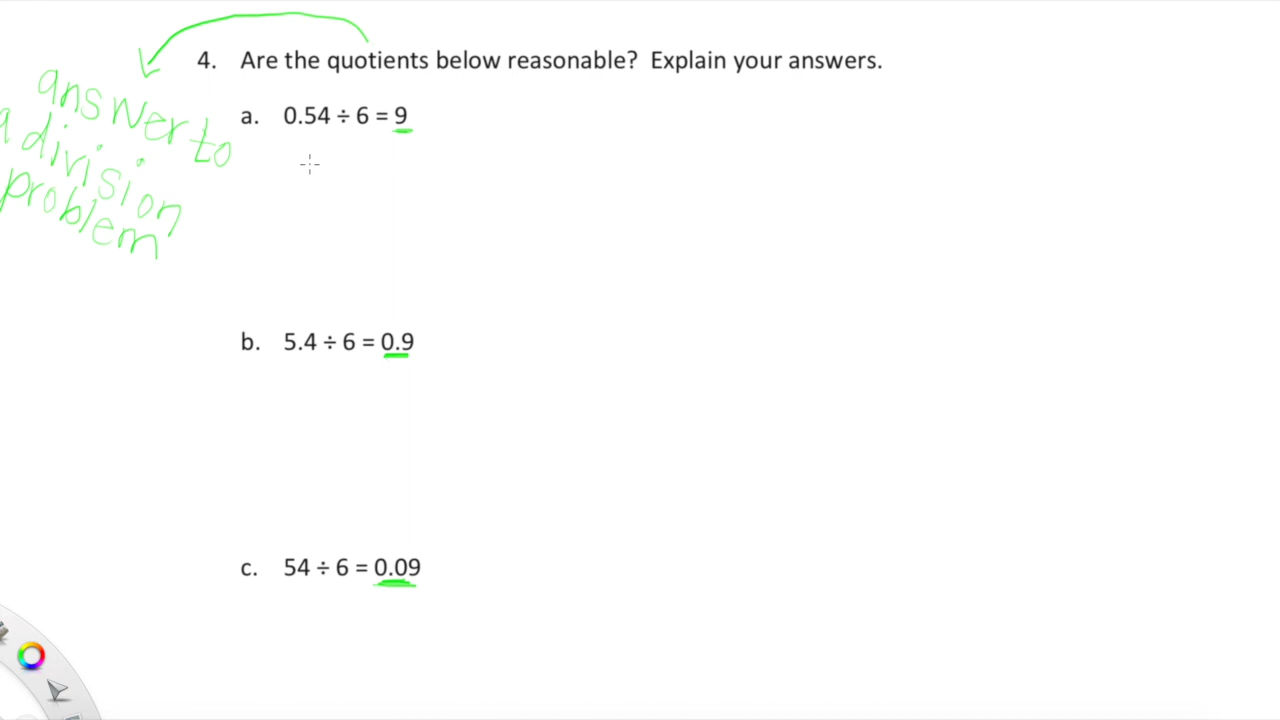 4. Are the quotients below reasonable? Explain your answers.
answer to
a division
problem
a. 0.54 ÷ 6 = 9
b. 5.4 ÷ 6 = 0.9
c. 54 ÷ 6 = 0.09